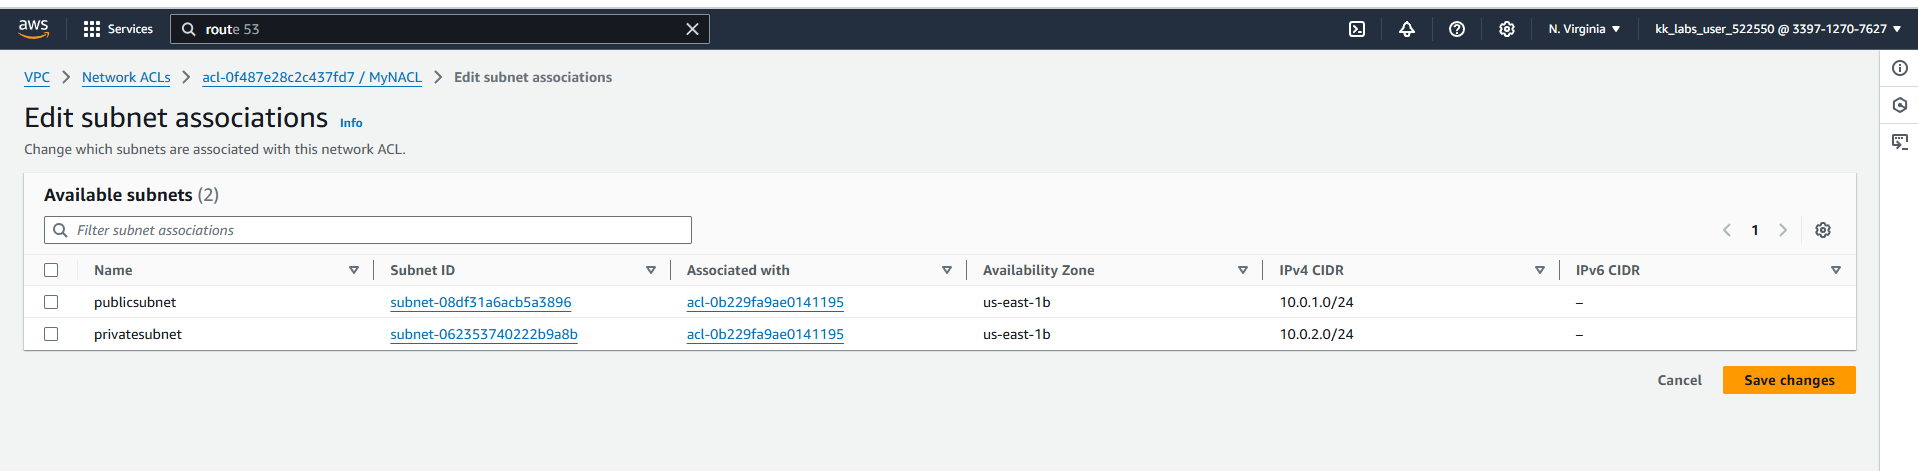 aws Services route 53 N. Virginia kk_labs_user_522550 @ 3397-1270-7627
VPC Network ACLs acl-0f487e28c2c437fd7 / MyNACL Edit subnet associations
Edit subnet associations Info
Change which subnets are associated with this network ACL.
Available subnets (2)
Filter subnet associations 1
Name Subnet ID Associated with Availability Zone IPv4 CIDR IPv6 CIDR
publicsubnet subnet-08df31a6acb5a3896 acl-0b229fa9ae0141195 us-east-1b 10.0.1.0/24 –
privatesubnet subnet-062353740222b9a8b acl-0b229fa9ae0141195 us-east-1b 10.0.2.0/24 –
Cancel Save changes